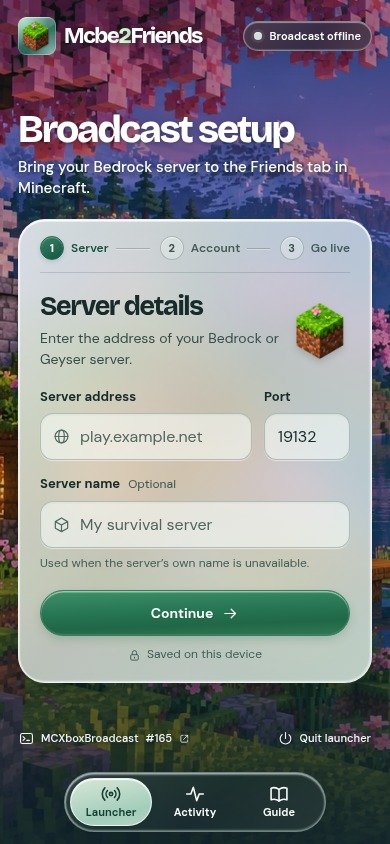 Mcbe2Friends
Broadcast offline
Broadcast setup
Bring your Bedrock server to the Friends tab in
Minecraft.
1 Server
2 Account
3 Go live
Server details
Enter the address of your Bedrock or
Geyser server.
Server address
Port
play.example.net
19132
Server name Optional
My survival server
Used when the server’s own name is unavailable.
Continue →
Saved on this device
MCXboxBroadcast #165
Quit launcher
Launcher
Activity
Guide